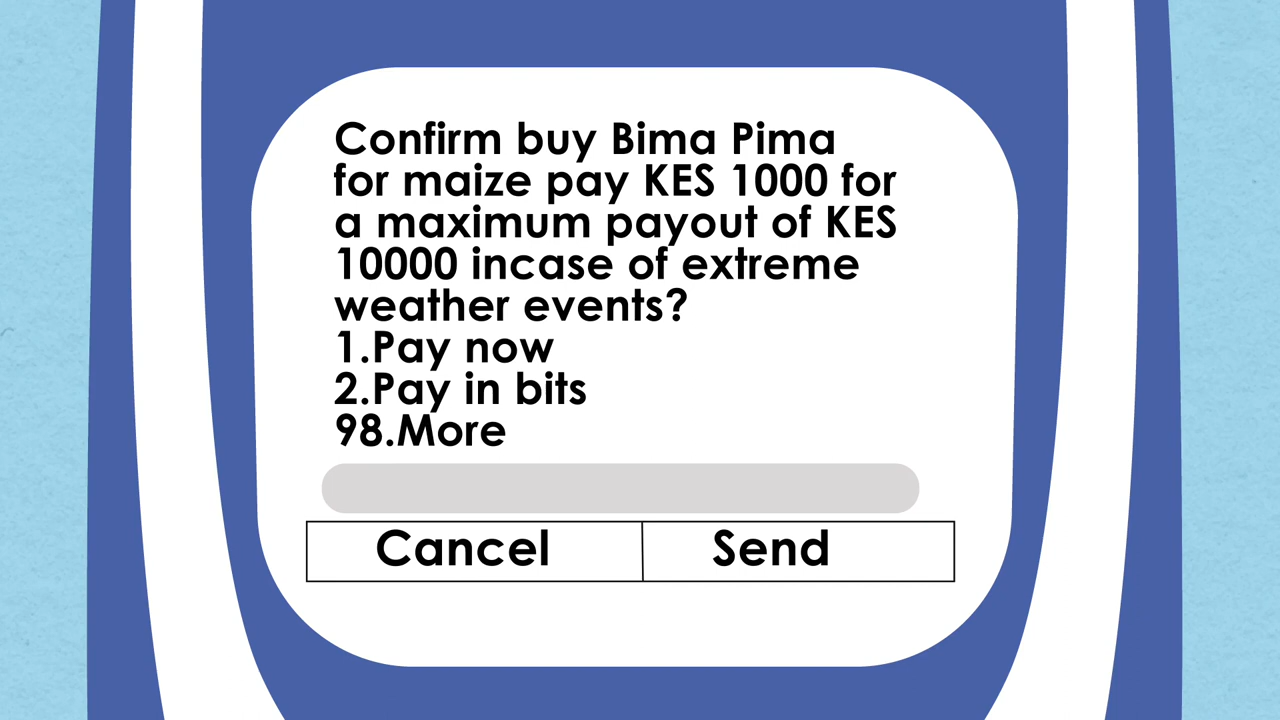 Confirm buy Bima Pima
for maize pay KES 1000 for
a maximum payout of KES
10000 incase of extreme
weather events?
1.Pay now
2.Pay in bits
98.More
Cancel Send